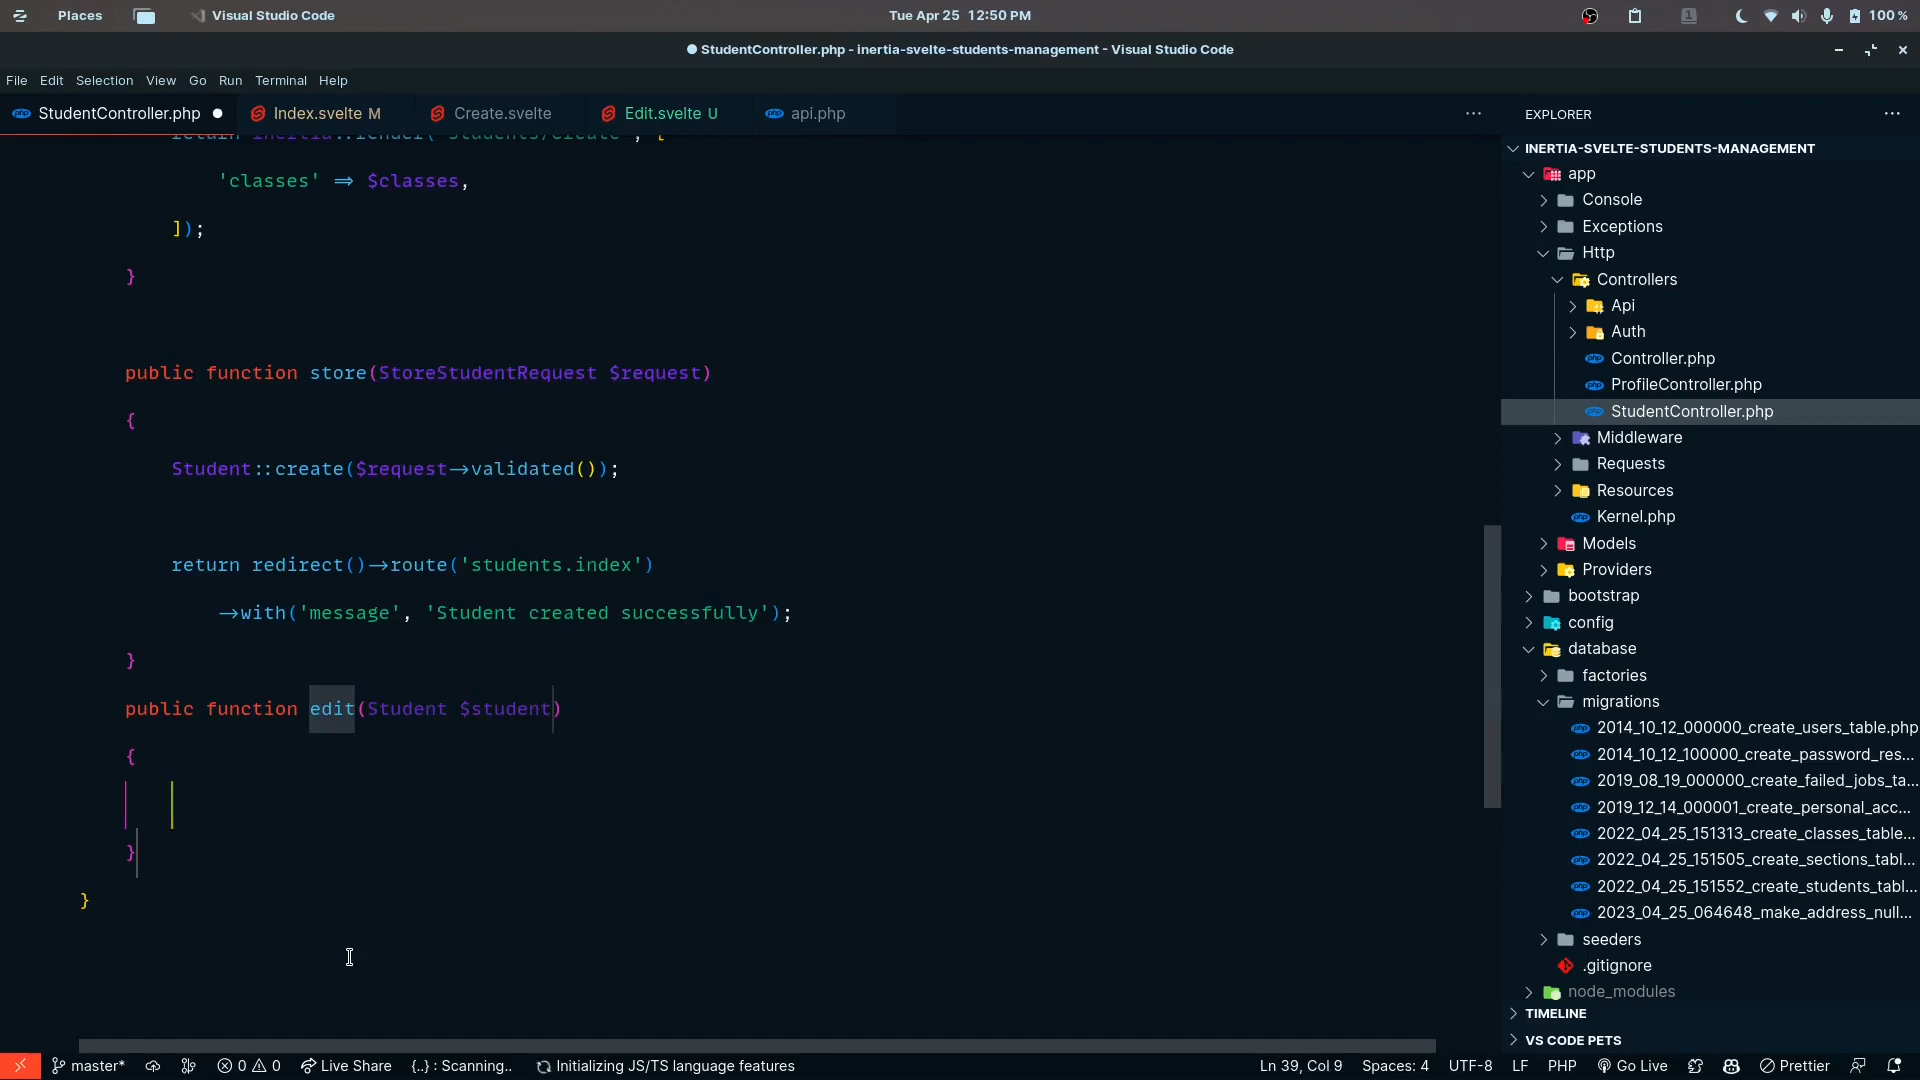 Places
Visual Studio Code
Tue Apr 25 12:50 PM
1
100 %
● StudentController.php - inertia-svelte-students-management - Visual Studio Code
File Edit Selection View Go Run Terminal Help
StudentController.php ●
Index.svelte M
Create.svelte
Edit.svelte U
api.php
EXPLORER
return Inertia::render('Students/Create', [
'classes' => $classes,
]);
}
public function store(StoreStudentRequest $request)
{
Student::create($request->validated());
return redirect()->route('students.index')
->with('message', 'Student created successfully');
}
public function edit(Student $student)
{
}
}
INERTIA-SVELTE-STUDENTS-MANAGEMENT
app
Console
Exceptions
Http
Controllers
Api
Auth
Controller.php
ProfileController.php
StudentController.php
Middleware
Requests
Resources
Kernel.php
Models
Providers
bootstrap
config
database
factories
migrations
2014_10_12_000000_create_users_table.php
2014_10_12_100000_create_password_res...
2019_08_19_000000_create_failed_jobs_ta...
2019_12_14_000001_create_personal_acc...
2022_04_25_151313_create_classes_table...
2022_04_25_151505_create_sections_tabl...
2022_04_25_151552_create_students_tabl...
2023_04_25_064648_make_address_null...
seeders
.gitignore
node_modules
TIMELINE
VS CODE PETS
master*
0 0
Live Share
{..} : Scanning..
Initializing JS/TS language features
Ln 39, Col 9
Spaces: 4
UTF-8
LF
PHP
Go Live
Prettier